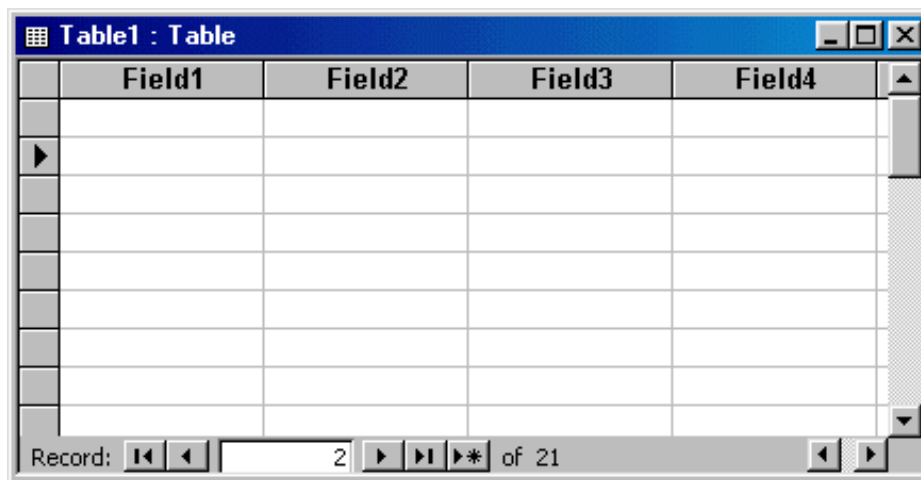 Table1 : Table
Field1 Field2 Field3 Field4
Record: 2 of 21